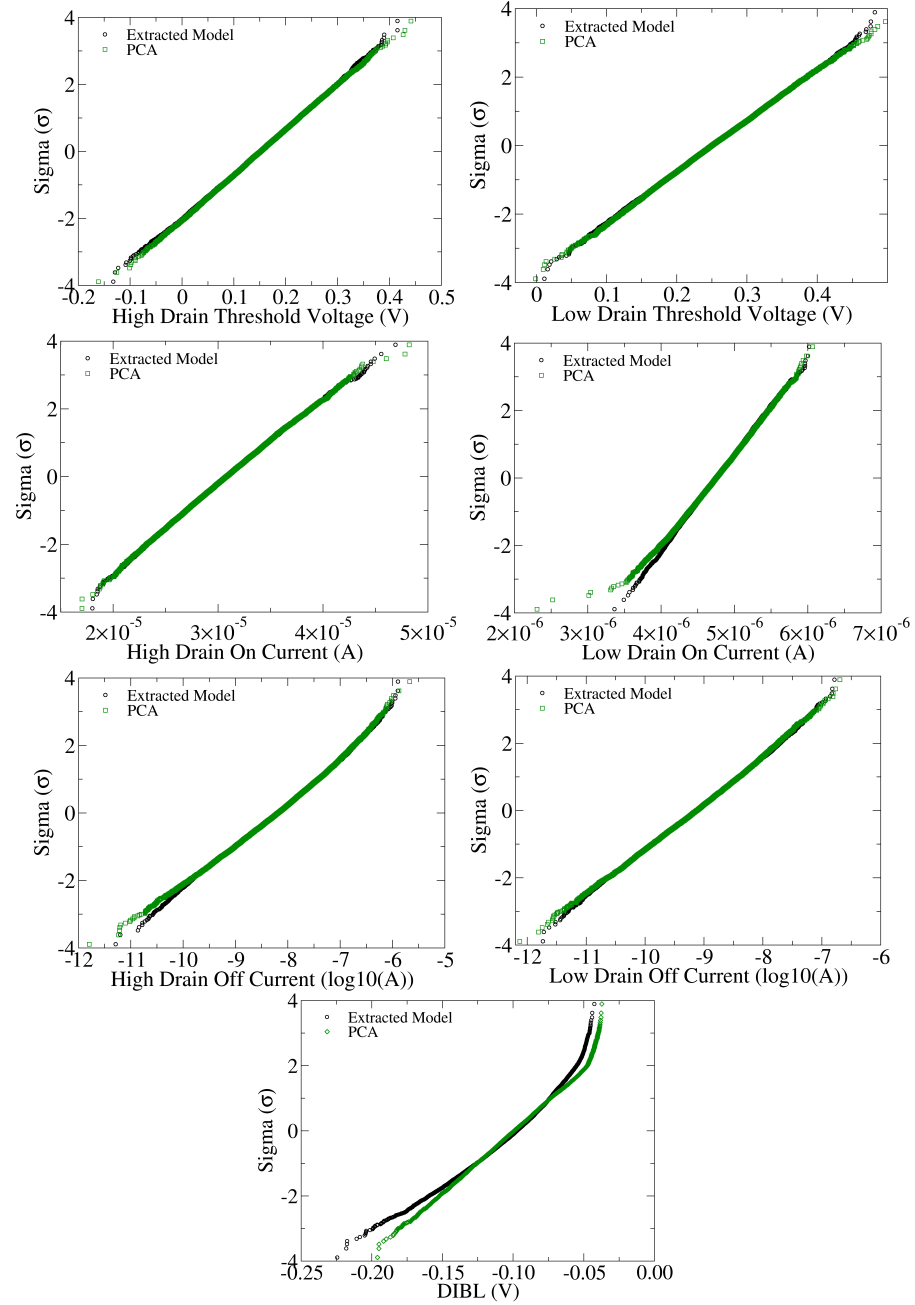 4
2
0
-2
-4
Sigma (σ)
Extracted Model
PCA
-0.2 -0.1 0 0.1 0.2 0.3 0.4 0.5
High Drain Threshold Voltage (V)
4
2
0
-2
-4
Sigma (σ)
Extracted Model
PCA
0 0.1 0.2 0.3 0.4
Low Drain Threshold Voltage (V)
4
2
0
-2
-4
Sigma (σ)
Extracted Model
PCA
2×10⁻⁵ 3×10⁻⁵ 4×10⁻⁵ 5×10⁻⁵
High Drain On Current (A)
4
2
0
-2
-4
Sigma (σ)
Extracted Model
PCA
2×10⁻⁶ 3×10⁻⁶ 4×10⁻⁶ 5×10⁻⁶ 6×10⁻⁶ 7×10⁻⁶
Low Drain On Current (A)
4
2
0
-2
-4
Sigma (σ)
Extracted Model
PCA
-12 -11 -10 -9 -8 -7 -6 -5
High Drain Off Current (log10(A))
4
2
0
-2
-4
Sigma (σ)
Extracted Model
PCA
-12 -11 -10 -9 -8 -7 -6
Low Drain Off Current (log10(A))
4
2
0
-2
-4
Sigma (σ)
Extracted Model
PCA
-0.25 -0.20 -0.15 -0.10 -0.05 0.00
DIBL (V)